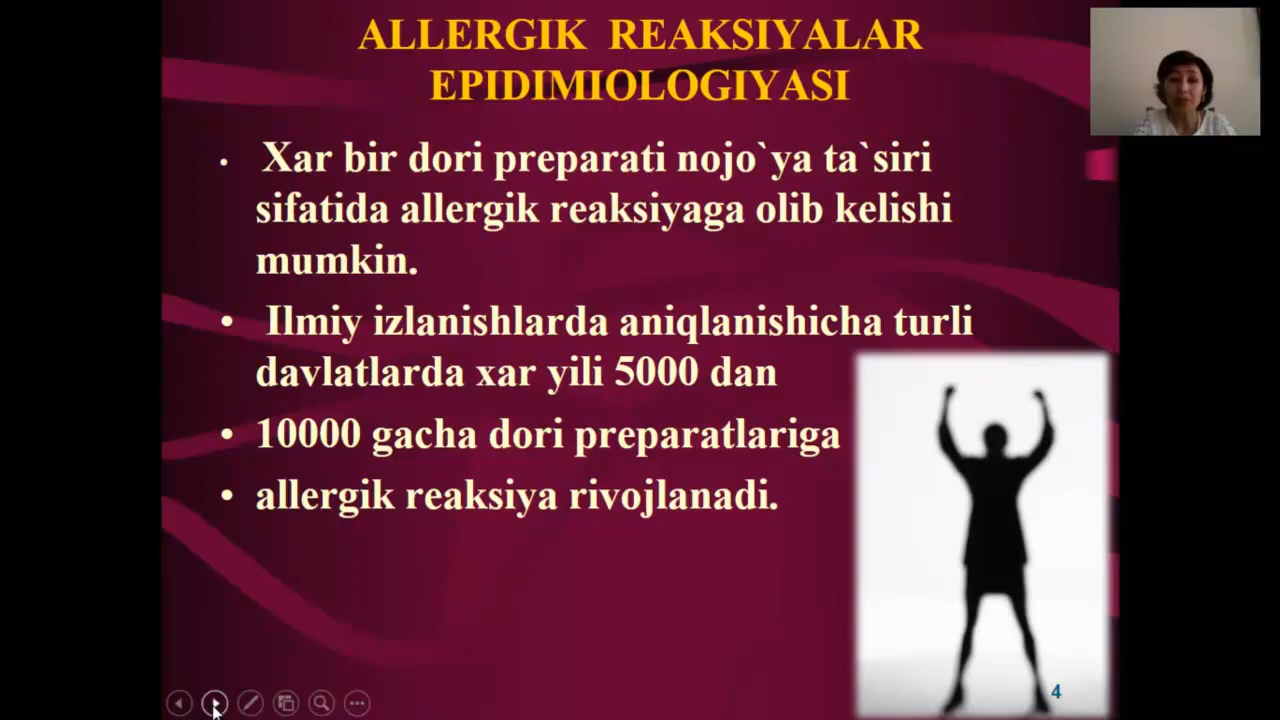 ALLERGIK REAKSIYALAR
EPIDIMIOLOGIYASI
• Xar bir dori preparati nojo`ya ta`siri
sifatida allergik reaksiyaga olib kelishi
mumkin.
• Ilmiy izlanishlarda aniqlanishicha turli
davlatlarda xar yili 5000 dan
• 10000 gacha dori preparatlariga
• allergik reaksiya rivojlanadi.
4